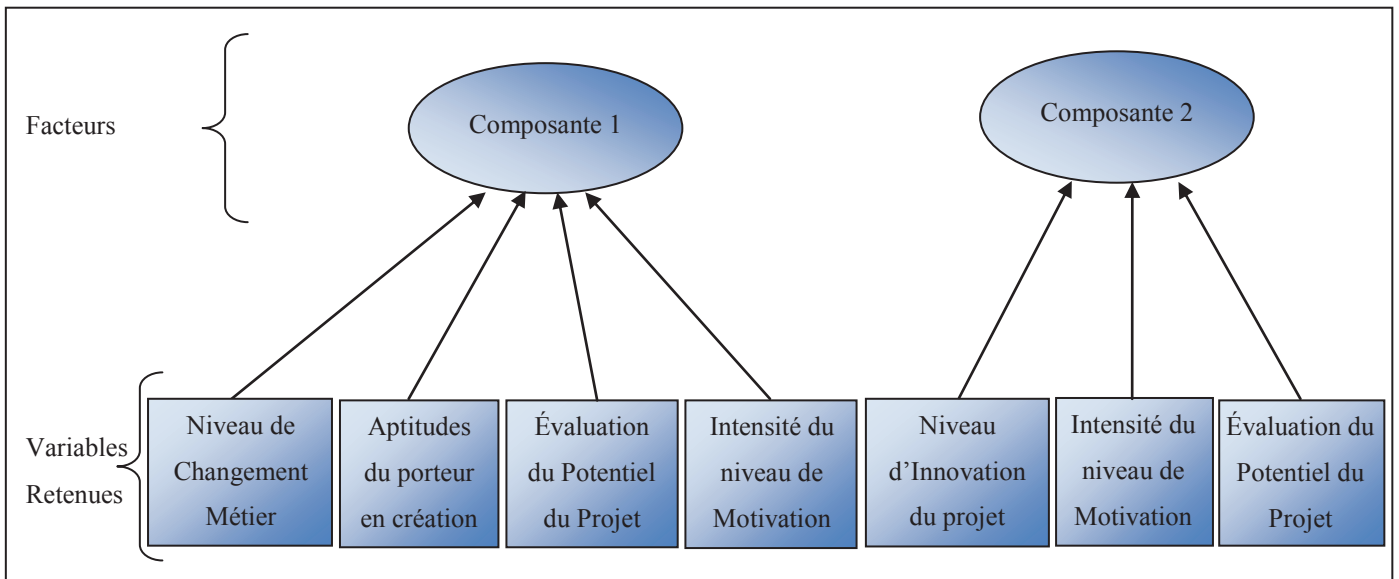 Facteurs
Composante 1
Composante 2
Variables
Retenues
Niveau de
Changement
Métier
Aptitudes
du porteur
en création
Évaluation
du Potentiel
du Projet
Intensité du
niveau de
Motivation
Niveau
d’Innovation
du projet
Intensité du
niveau de
Motivation
Évaluation du
Potentiel du
Projet